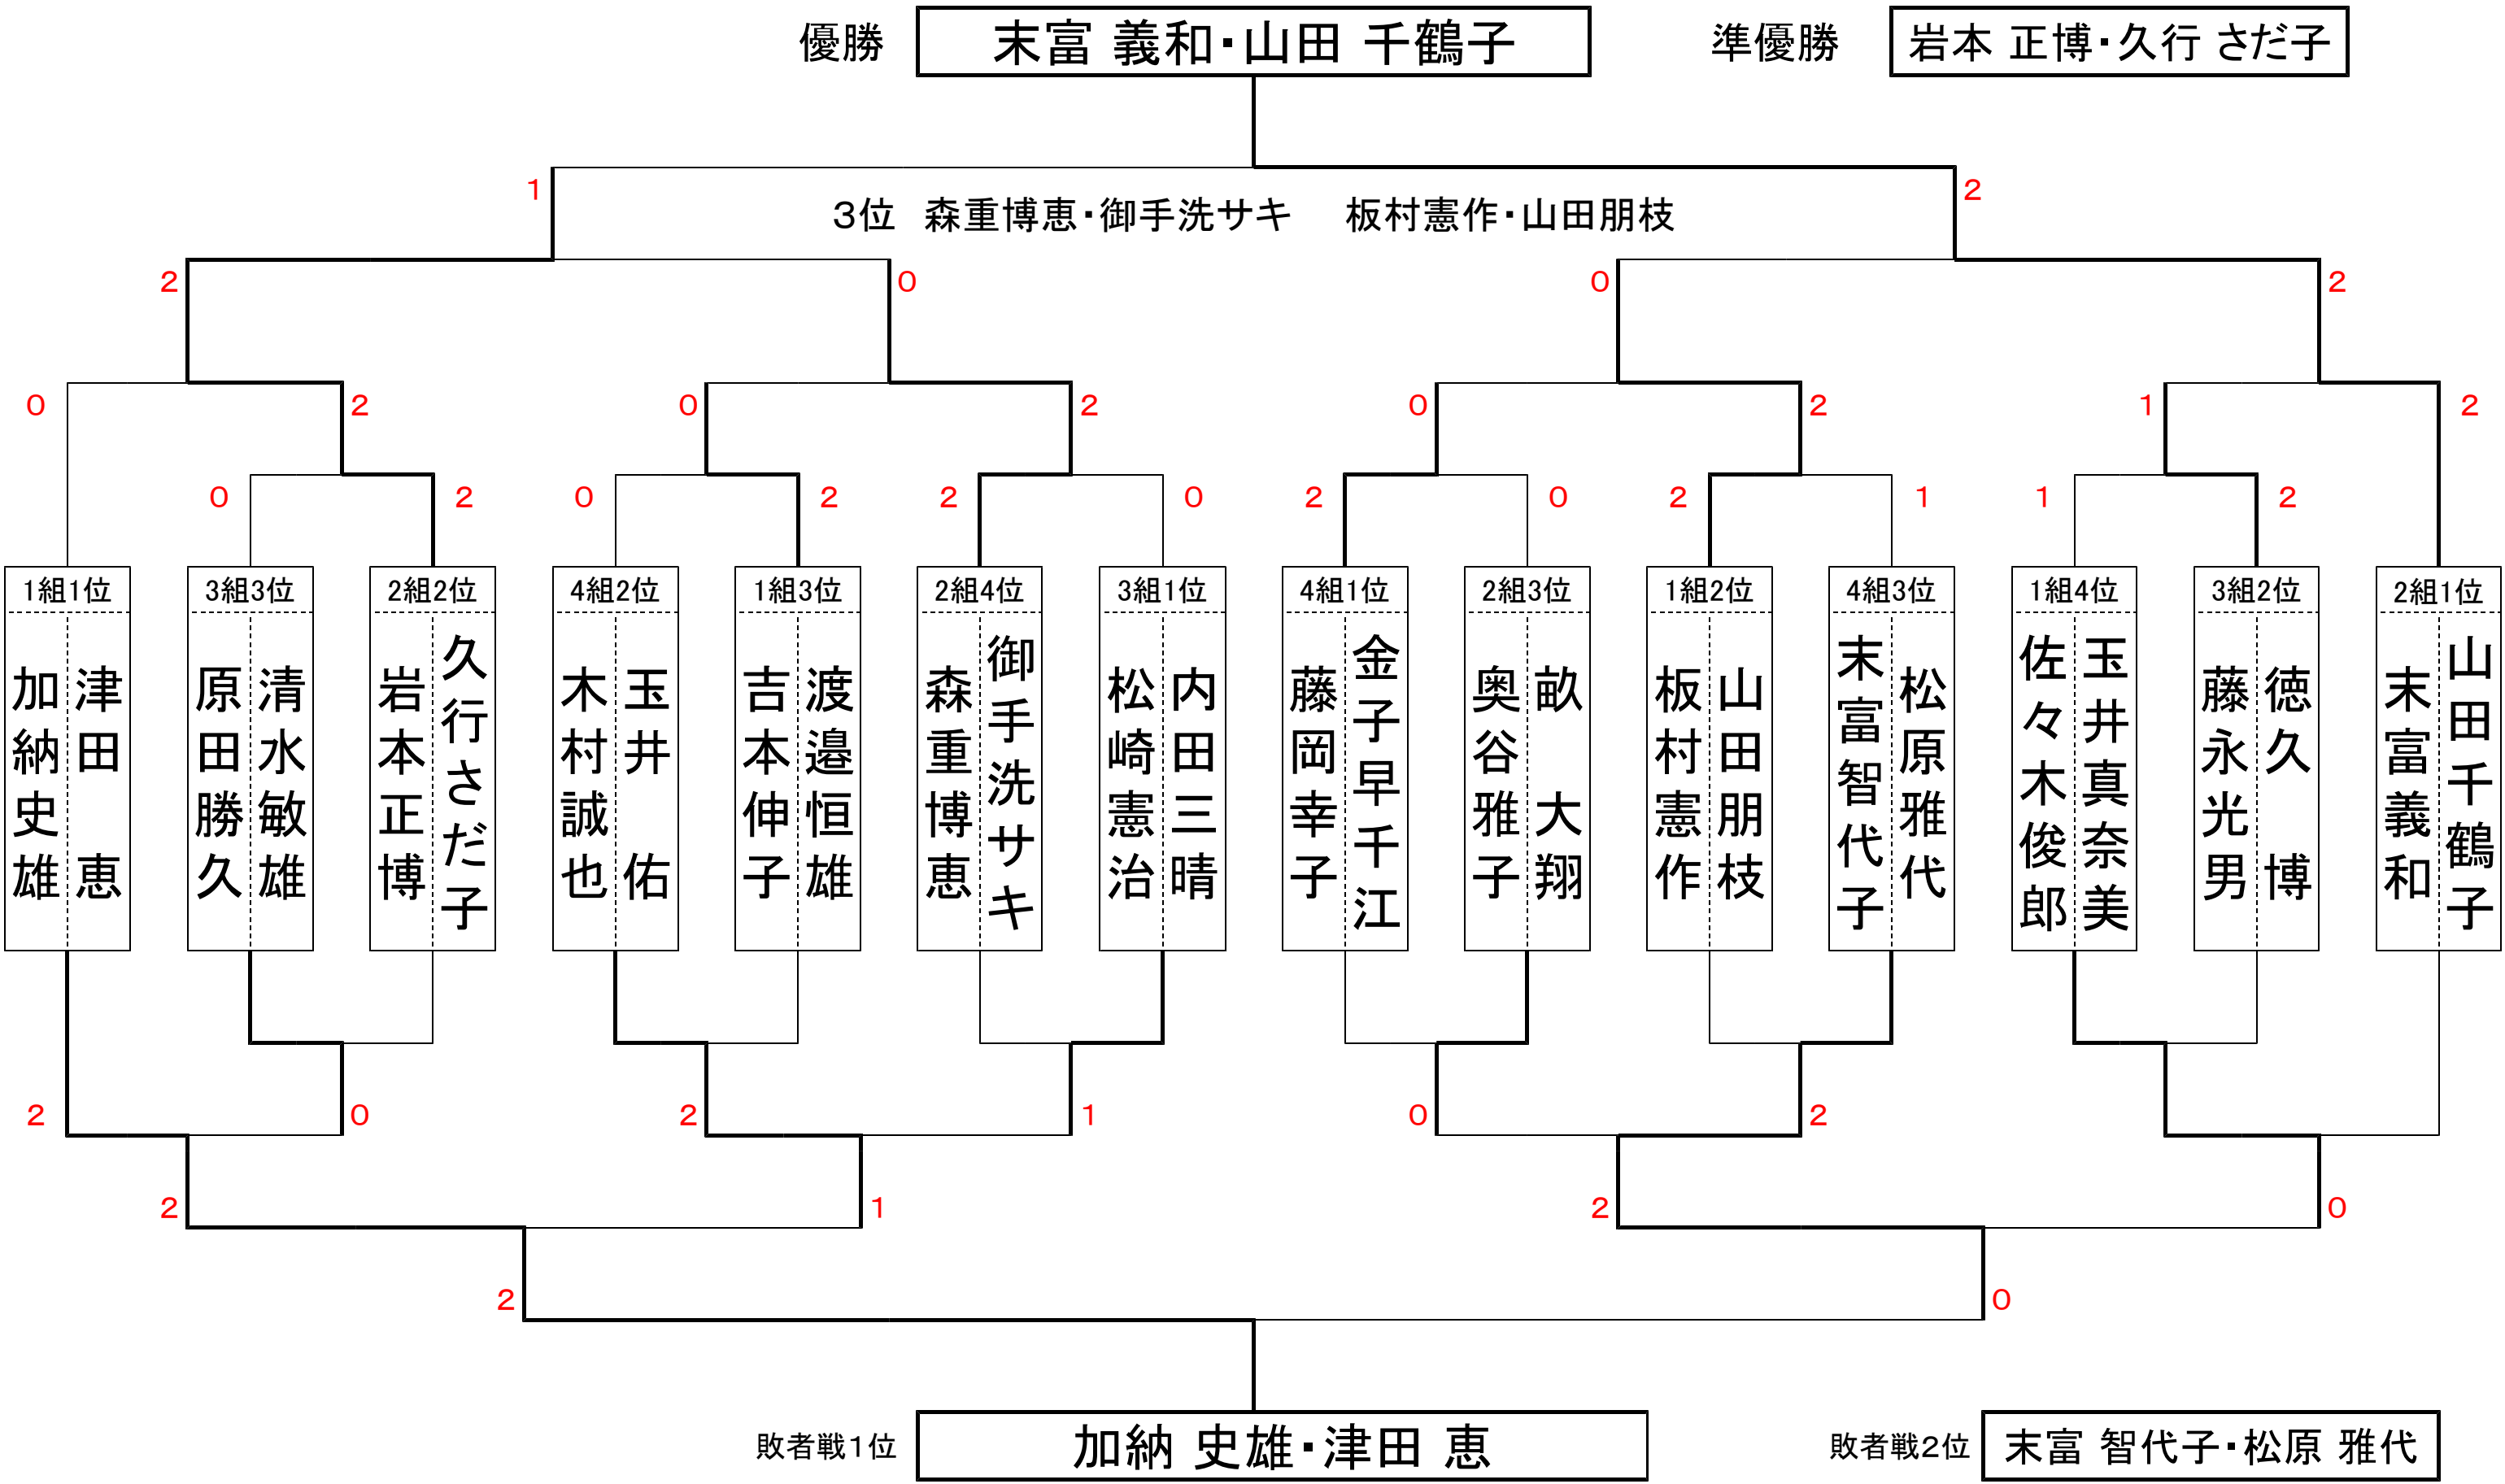 優勝 末富 義和・山田 千鶴子 準優勝 岩本 正博・久行 さだ子
1 2
3位 森重博恵・御手洗サキ 板村憲作・山田朋枝
2 0 0 2
0 2 0 2 0 2 1 2
0 2 0 2 2 0 2 0 2 1 1 2
1組1位 3組3位 2組2位 4組2位 1組3位 2組4位 3組1位 4組1位 2組3位 1組2位 4組3位 1組4位 3組2位 2組1位
加納史雄 津田恵
原田勝久 清水敏雄
岩本正博 久行さだ子
木村誠也 玉井佑
吉本伸子 渡邉恒雄
森重博恵 御手洗サキ
松崎憲治 内田三晴
藤岡幸子 金子早千江
奥谷雅子 畝大翔
板村憲作 山田朋枝
末富智代子 松原雅代
佐々木俊郎 玉井真奈美
藤永光男 徳久博
末富義和 山田千鶴子
2 0 2 1 0 2
2 1 2 0
2 0
敗者戦1位 加納 史雄・津田 恵 敗者戦2位 末富 智代子・松原 雅代